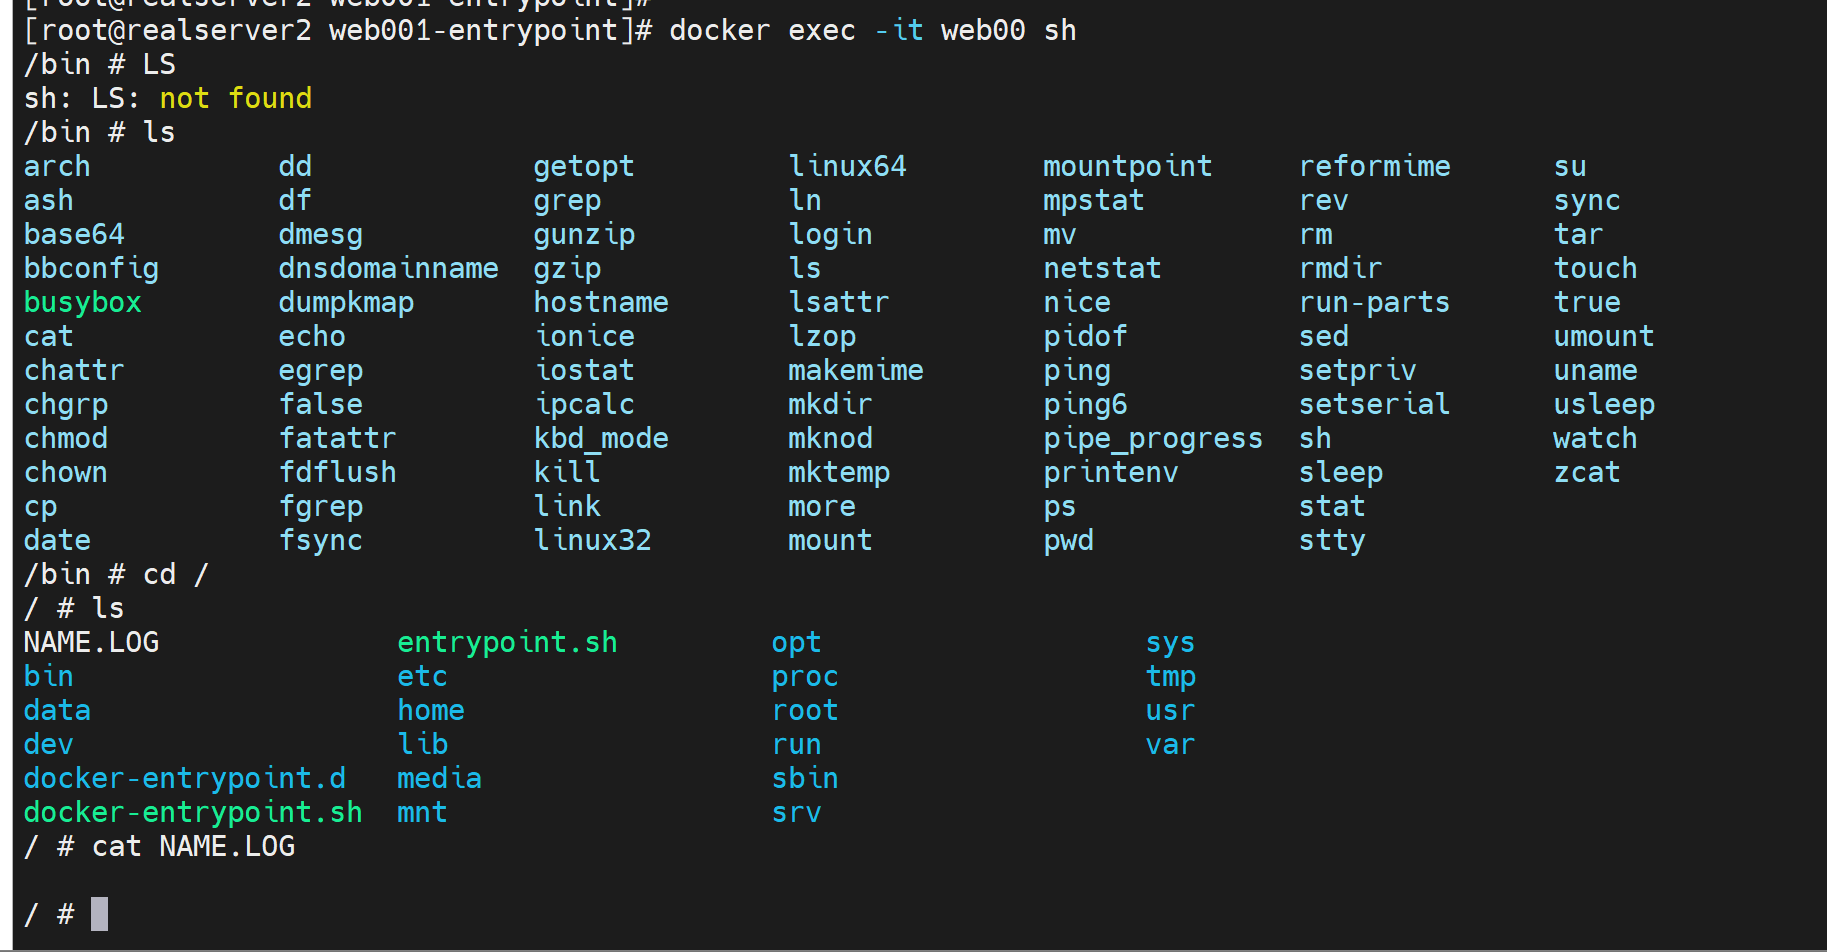 [root@realserver2 web001-entrypoint]#
[root@realserver2 web001-entrypoint]# docker exec -it web00 sh
/bin # LS
sh: LS: not found
/bin # ls
arch dd getopt linux64 mountpoint reformime su
ash df grep ln mpstat rev sync
base64 dmesg gunzip login mv rm tar
bbconfig dnsdomainname gzip ls netstat rmdir touch
busybox dumpkmap hostname lsattr nice run-parts true
cat echo ionice lzop pidof sed umount
chattr egrep iostat makemime ping setpriv uname
chgrp false ipcalc mkdir ping6 setserial usleep
chmod fatattr kbd_mode mknod pipe_progress sh watch
chown fdflush kill mktemp printenv sleep zcat
cp fgrep link more ps stat
date fsync linux32 mount pwd stty
/bin # cd /
/ # ls
NAME.LOG entrypoint.sh opt sys
bin etc proc tmp
data home root usr
dev lib run var
docker-entrypoint.d media sbin
docker-entrypoint.sh mnt srv
/ # cat NAME.LOG
/ #